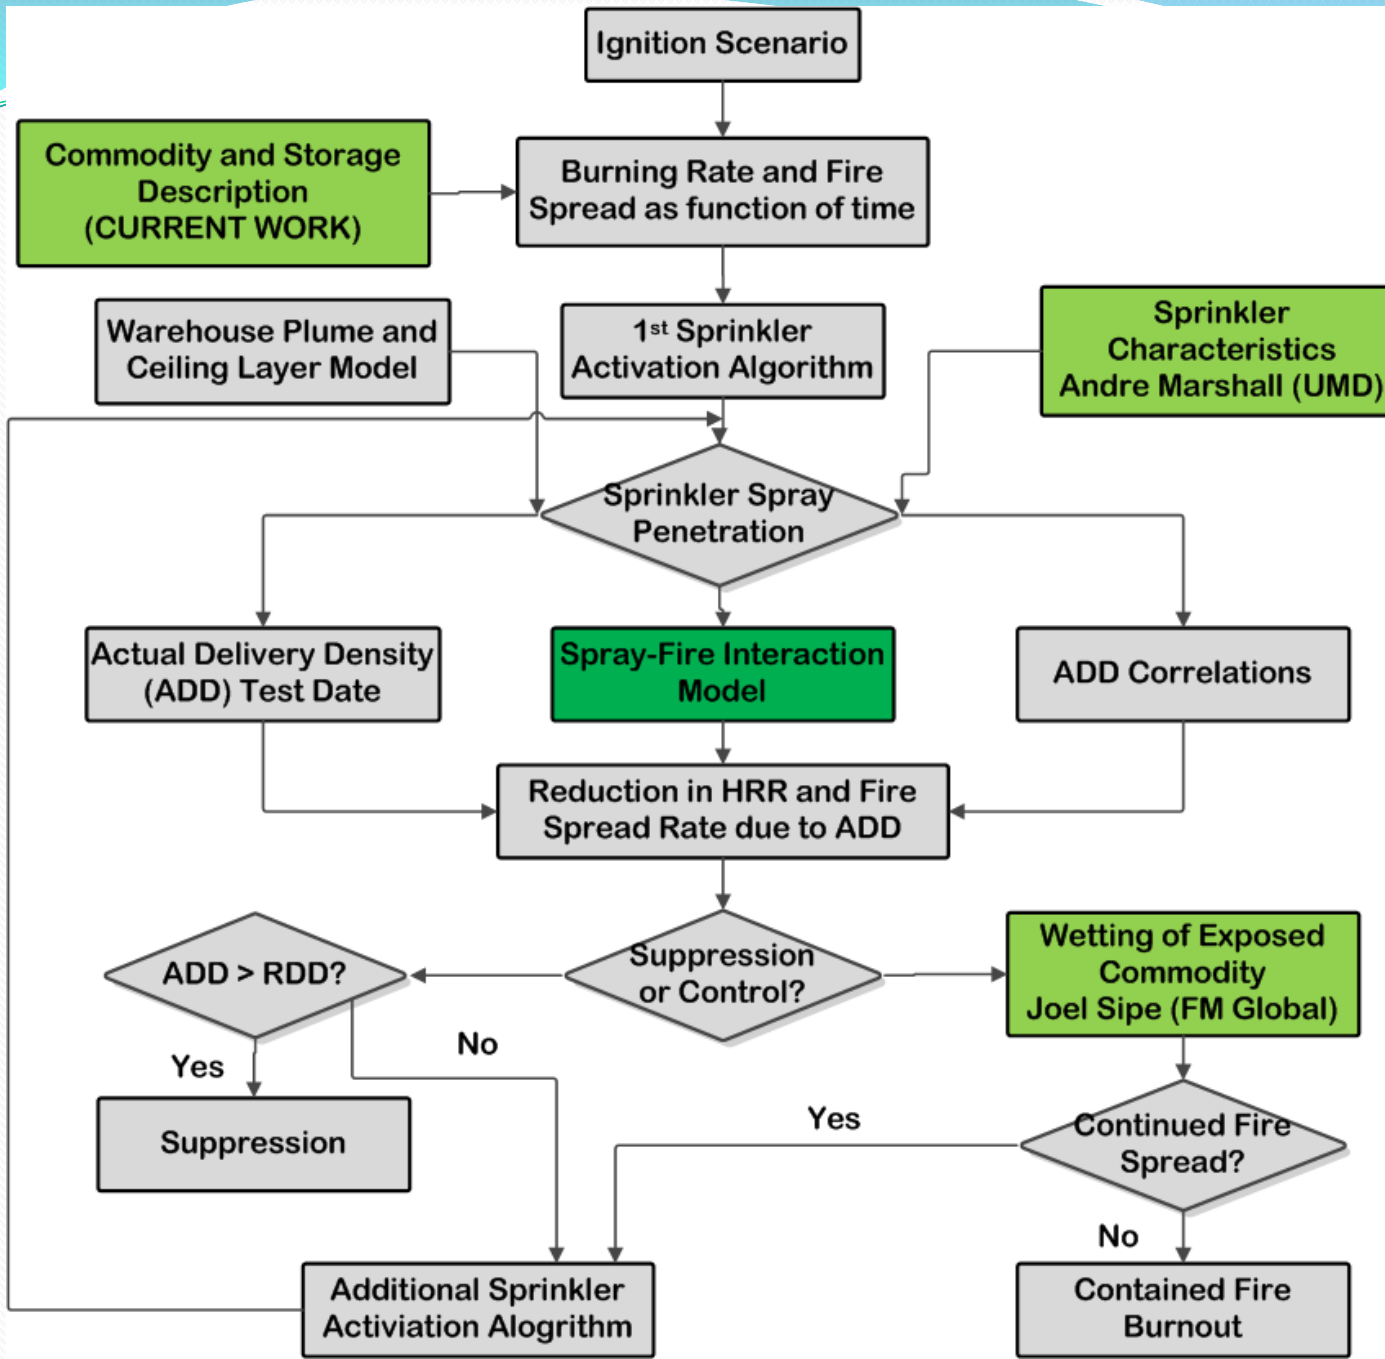 Ignition Scenario
Commodity and Storage
Description
(CURRENT WORK)
Burning Rate and Fire
Spread as function of time
Warehouse Plume and
Ceiling Layer Model
1st Sprinkler
Activation Algorithm
Sprinkler
Characteristics
Andre Marshall (UMD)
Sprinkler Spray
Penetration
Actual Delivery Density
(ADD) Test Date
Spray-Fire Interaction
Model
ADD Correlations
Reduction in HRR and Fire
Spread Rate due to ADD
ADD > RDD?
Suppression
or Control?
Wetting of Exposed
Commodity
Joel Sipe (FM Global)
Yes
No
Suppression
Yes
Continued Fire
Spread?
No
Additional Sprinkler
Activiation Alogrithm
Contained Fire
Burnout